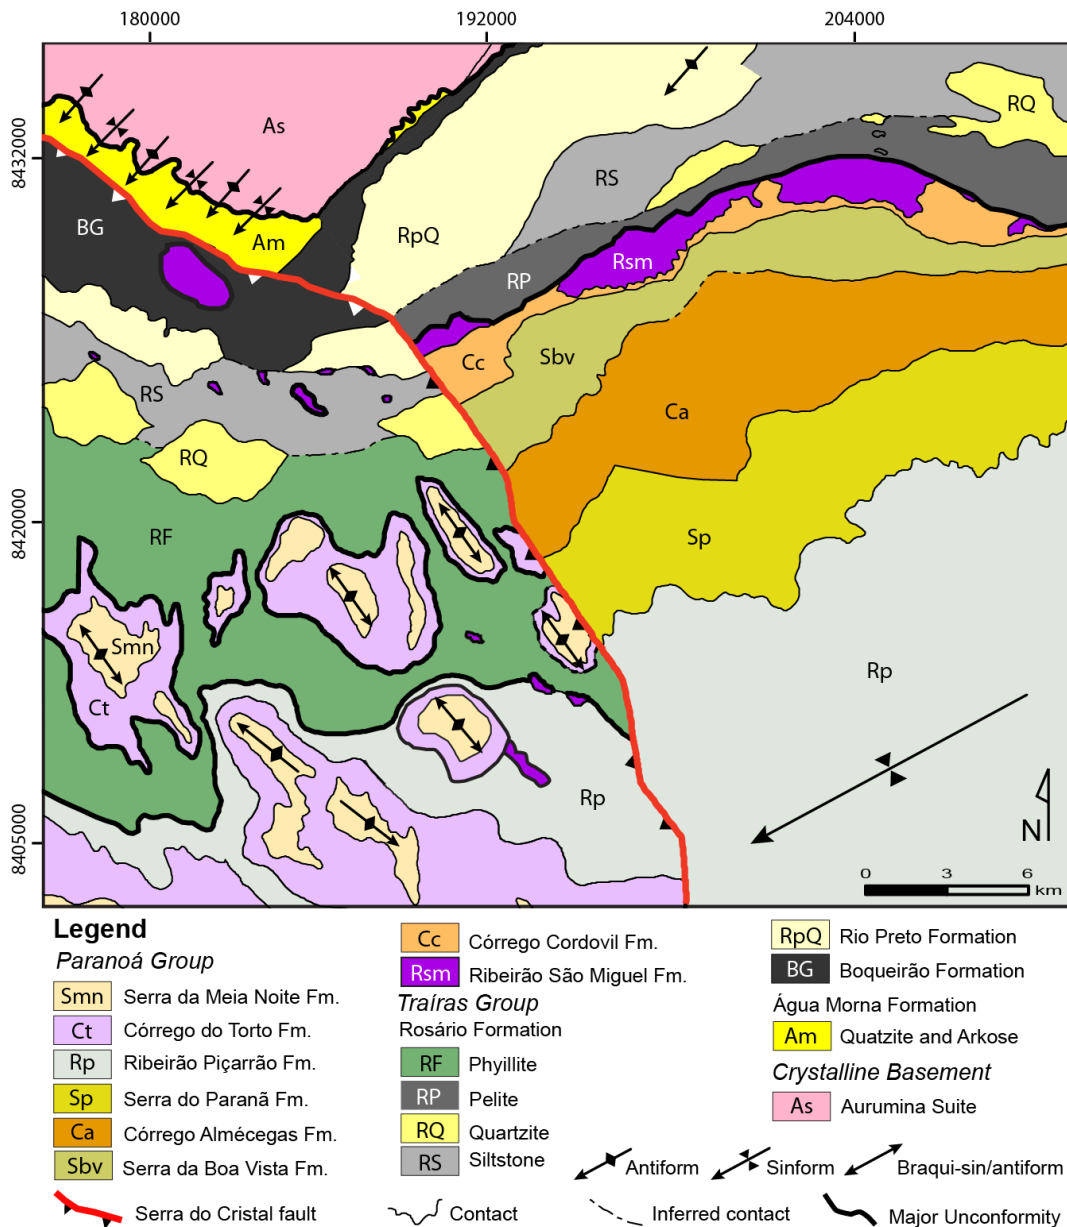 180000 192000 204000
8432000
8420000
8405000
As
RQ
RS
BG
Am
RpQ
Rsm
RP
Cc
Sbv
RS
Ca
RQ
RF
Sp
Smn
Ct
Rp
Rp
N
0 3 6
km
Legend
Paranoá Group
Smn Serra da Meia Noite Fm.
Ct Córrego do Torto Fm.
Rp Ribeirão Piçarrão Fm.
Sp Serra do Paranã Fm.
Ca Córrego Almécegas Fm.
Sbv Serra da Boa Vista Fm.
Cc Córrego Cordovil Fm.
Rsm Ribeirão São Miguel Fm.
Traíras Group
Rosário Formation
RF Phyillite
RP Pelite
RQ Quartzite
RS Siltstone
RpQ Rio Preto Formation
BG Boqueirão Formation
Água Morna Formation
Am Quatzite and Arkose
Crystalline Basement
As Aurumina Suite
Antiform Sinform Braqui-sin/antiform
Serra do Cristal fault Contact Inferred contact Major Unconformity